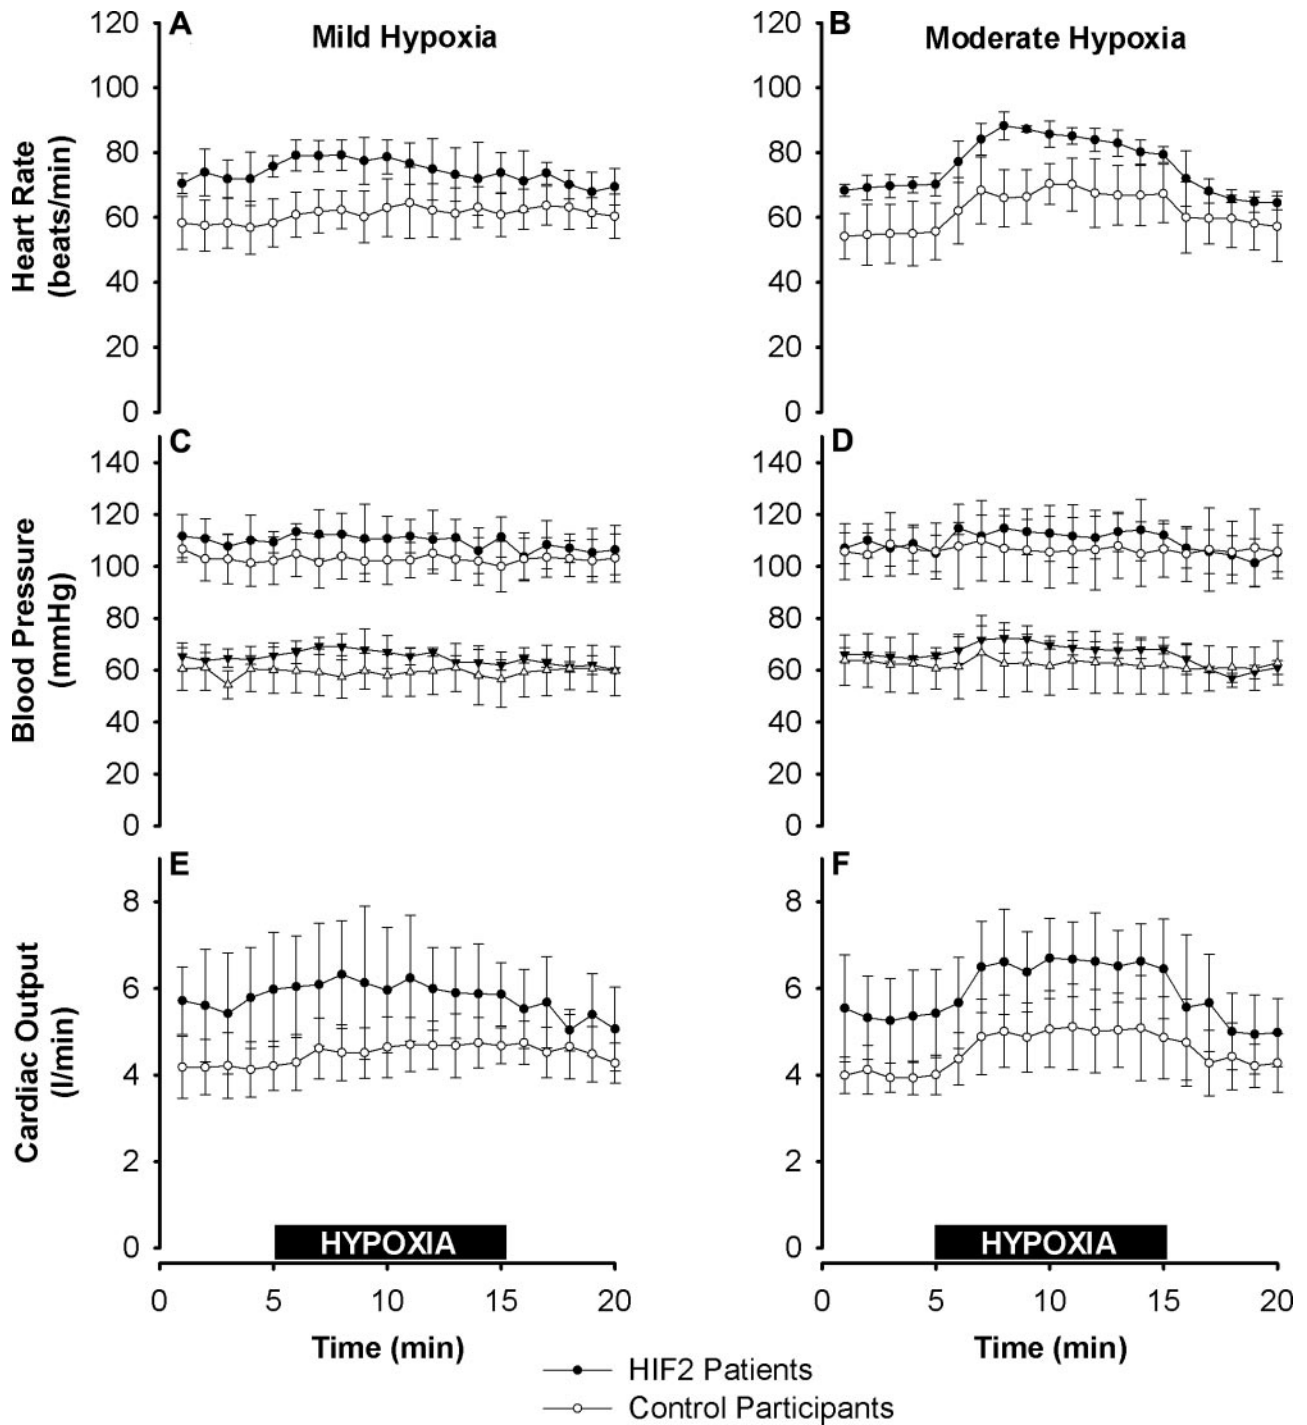 A
Mild Hypoxia
B
Moderate Hypoxia
Heart Rate
(beats/min)
120
100
80
60
40
20
0
120
100
80
60
40
20
0
C
D
Blood Pressure
(mmHg)
140
120
100
80
60
40
20
0
140
120
100
80
60
40
20
0
E
F
Cardiac Output
(l/min)
8
6
4
2
0
8
6
4
2
0
HYPOXIA
HYPOXIA
0 5 10 15 20
0 5 10 15 20
Time (min)
Time (min)
HIF2 Patients
Control Participants